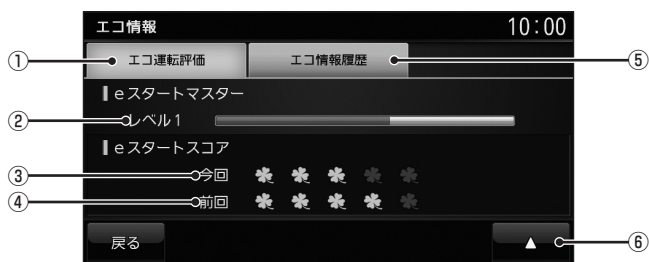 エコ情報 10:00
① エコ運転評価 エコ情報履歴 ⑤
eスタートマスター
② レベル1
eスタートスコア
③ 今回
④ 前回
戻る ▲ ⑥